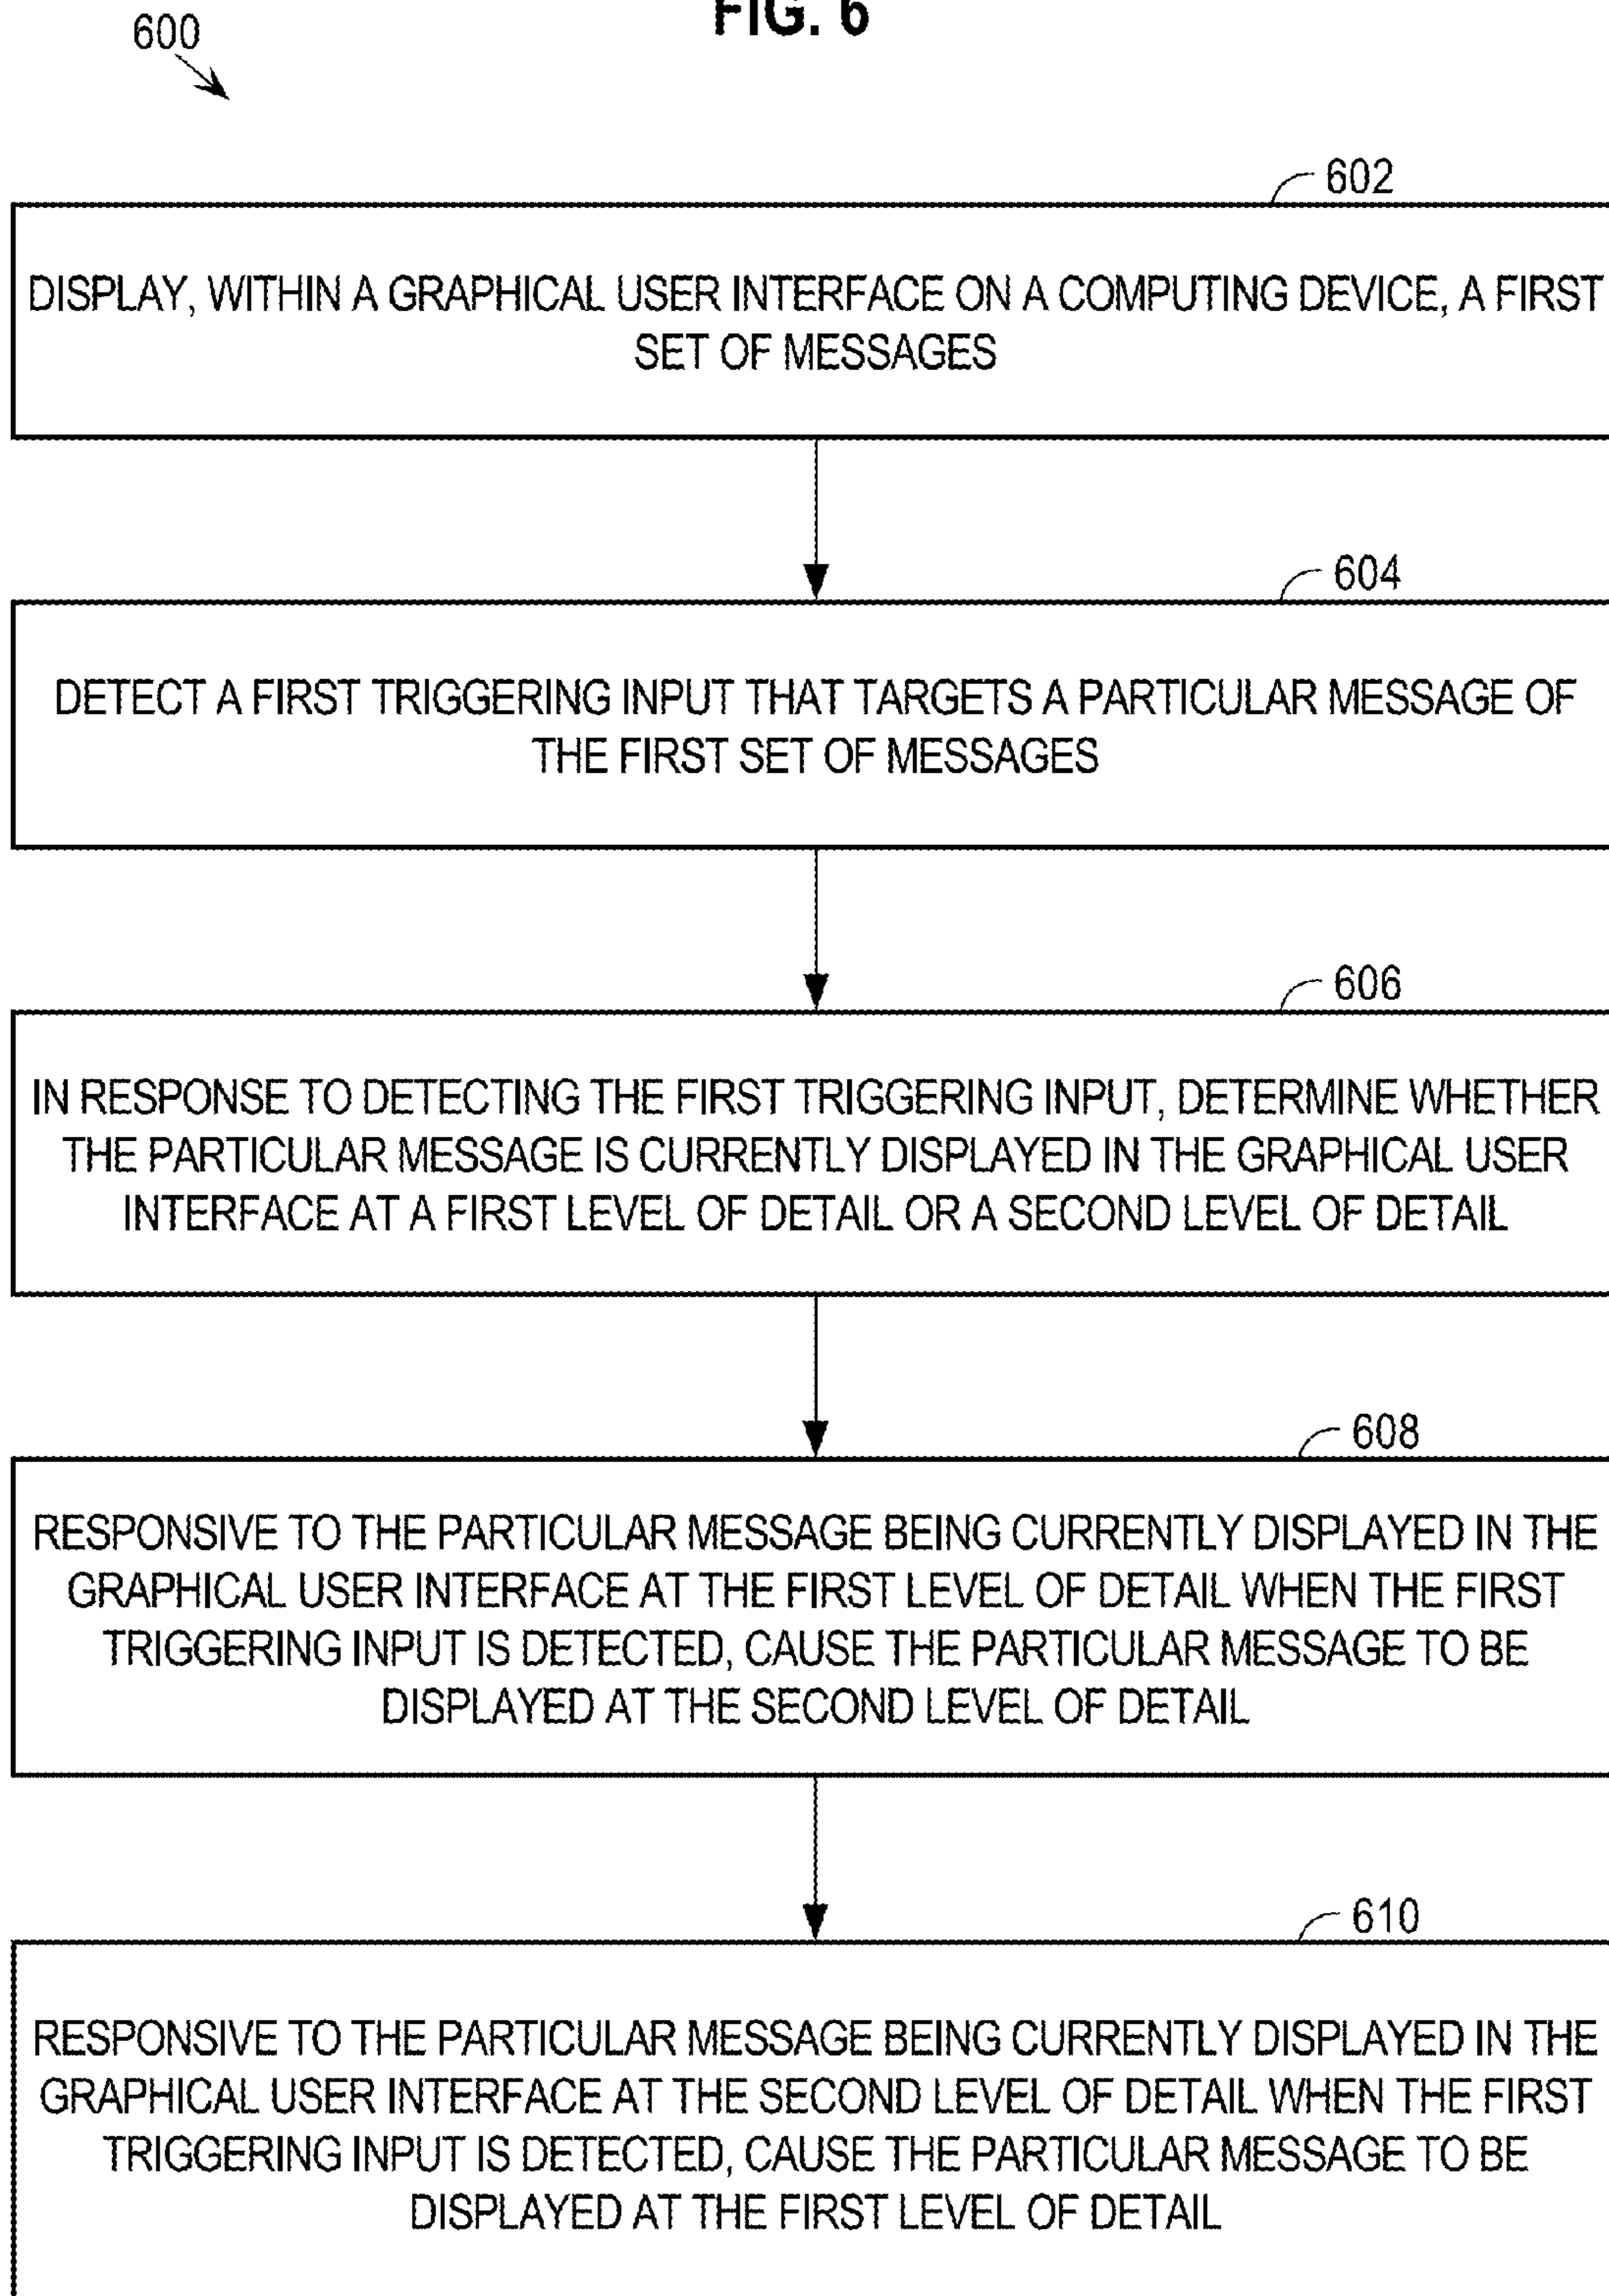 FIG. 6
600
602
DISPLAY, WITHIN A GRAPHICAL USER INTERFACE ON A COMPUTING DEVICE, A FIRST
SET OF MESSAGES
604
DETECT A FIRST TRIGGERING INPUT THAT TARGETS A PARTICULAR MESSAGE OF
THE FIRST SET OF MESSAGES
606
IN RESPONSE TO DETECTING THE FIRST TRIGGERING INPUT, DETERMINE WHETHER
THE PARTICULAR MESSAGE IS CURRENTLY DISPLAYED IN THE GRAPHICAL USER
INTERFACE AT A FIRST LEVEL OF DETAIL OR A SECOND LEVEL OF DETAIL
608
RESPONSIVE TO THE PARTICULAR MESSAGE BEING CURRENTLY DISPLAYED IN THE
GRAPHICAL USER INTERFACE AT THE FIRST LEVEL OF DETAIL WHEN THE FIRST
TRIGGERING INPUT IS DETECTED, CAUSE THE PARTICULAR MESSAGE TO BE
DISPLAYED AT THE SECOND LEVEL OF DETAIL
610
RESPONSIVE TO THE PARTICULAR MESSAGE BEING CURRENTLY DISPLAYED IN THE
GRAPHICAL USER INTERFACE AT THE SECOND LEVEL OF DETAIL WHEN THE FIRST
TRIGGERING INPUT IS DETECTED, CAUSE THE PARTICULAR MESSAGE TO BE
DISPLAYED AT THE FIRST LEVEL OF DETAIL